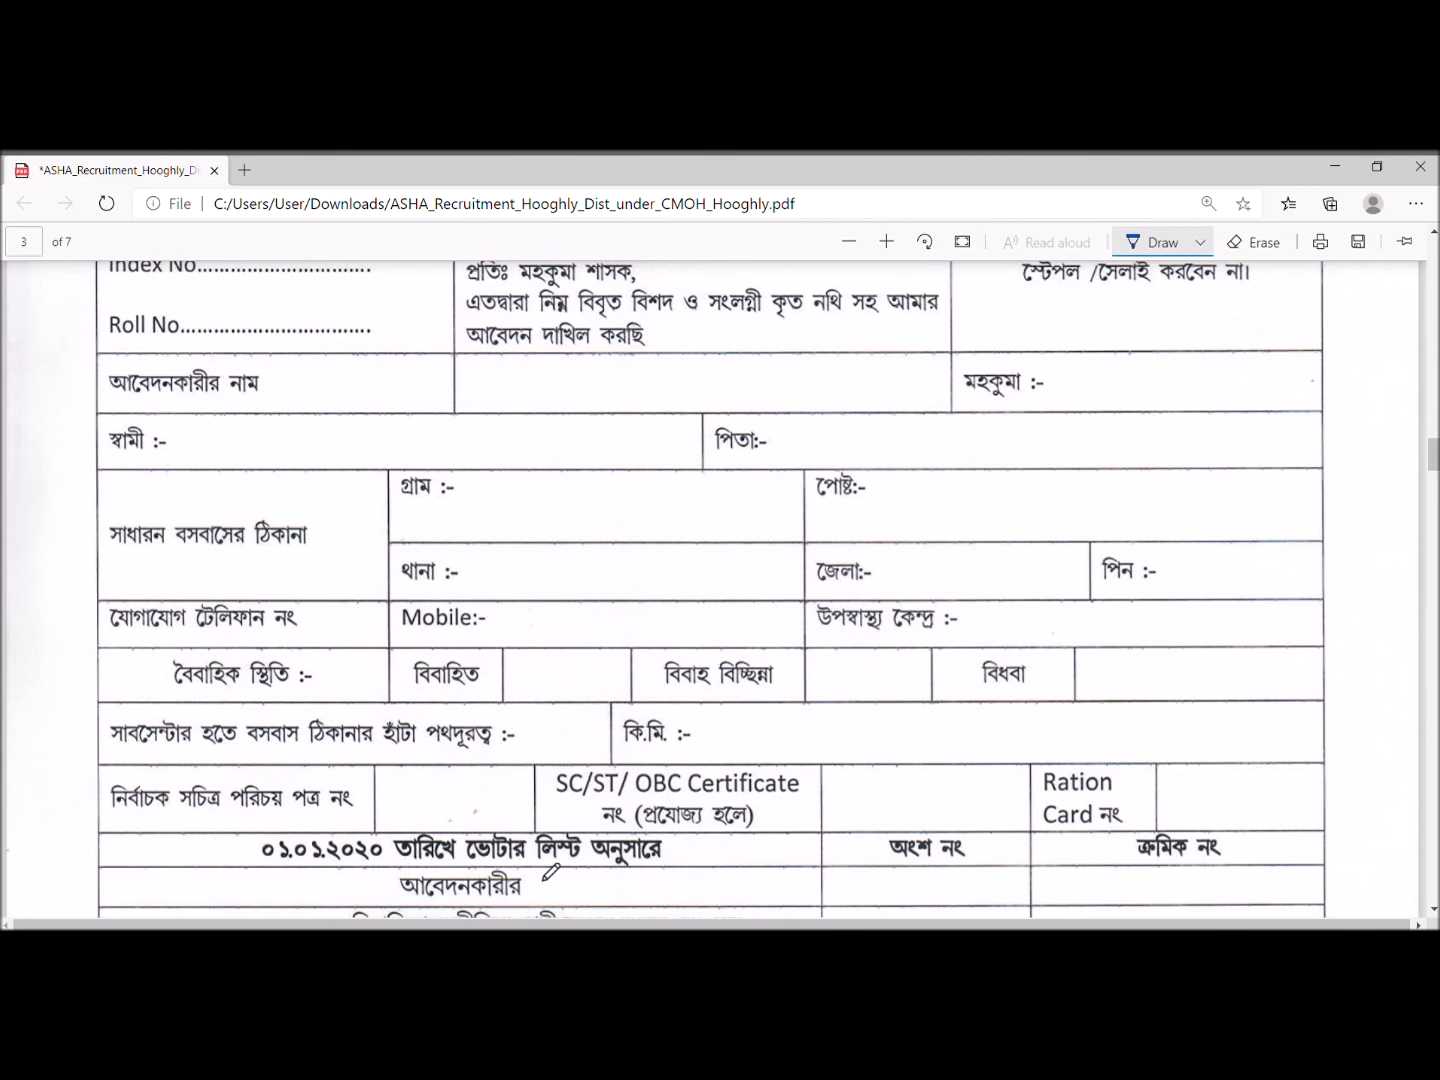 *ASHA_Recruitment_Hooghly_Di
File C:/Users/User/Downloads/ASHA_Recruitment_Hooghly_Dist_under_CMOH_Hooghly.pdf
3 of 7 Read aloud Draw Erase
Index No.................................
প্রতিঃ মহকুমা শাসক,
স্টেপল /সেলাই করবেন না।
এতদ্বারা নিম্ন বিবৃত বিশদ ও সংলগ্নী কৃত নথি সহ আমার
Roll No.................................
আবেদন দাখিল করছি
আবেদনকারীর নাম মহকুমা :-
স্বামী :- পিতা:-
গ্রাম :- পোষ্ট:-
সাধারন বসবাসের ঠিকানা
থানা :- জেলা:- পিন :-
যোগাযোগ টেলিফান নং Mobile:- উপস্বাস্থ্য কেন্দ্র :-
বৈবাহিক স্থিতি :- বিবাহিত বিবাহ বিচ্ছিন্না বিধবা
সাবসেন্টার হতে বসবাস ঠিকানার হাঁটা পথদূরত্ব :- কি.মি. :-
নির্বাচক সচিত্র পরিচয় পত্র নং
SC/ST/ OBC Certificate
নং (প্রযোজ্য হলে)
Ration
Card নং
০১.০১.২০২০ তারিখে ভোটার লিস্ট অনুসারে অংশ নং ক্রমিক নং
আবেদনকারীর